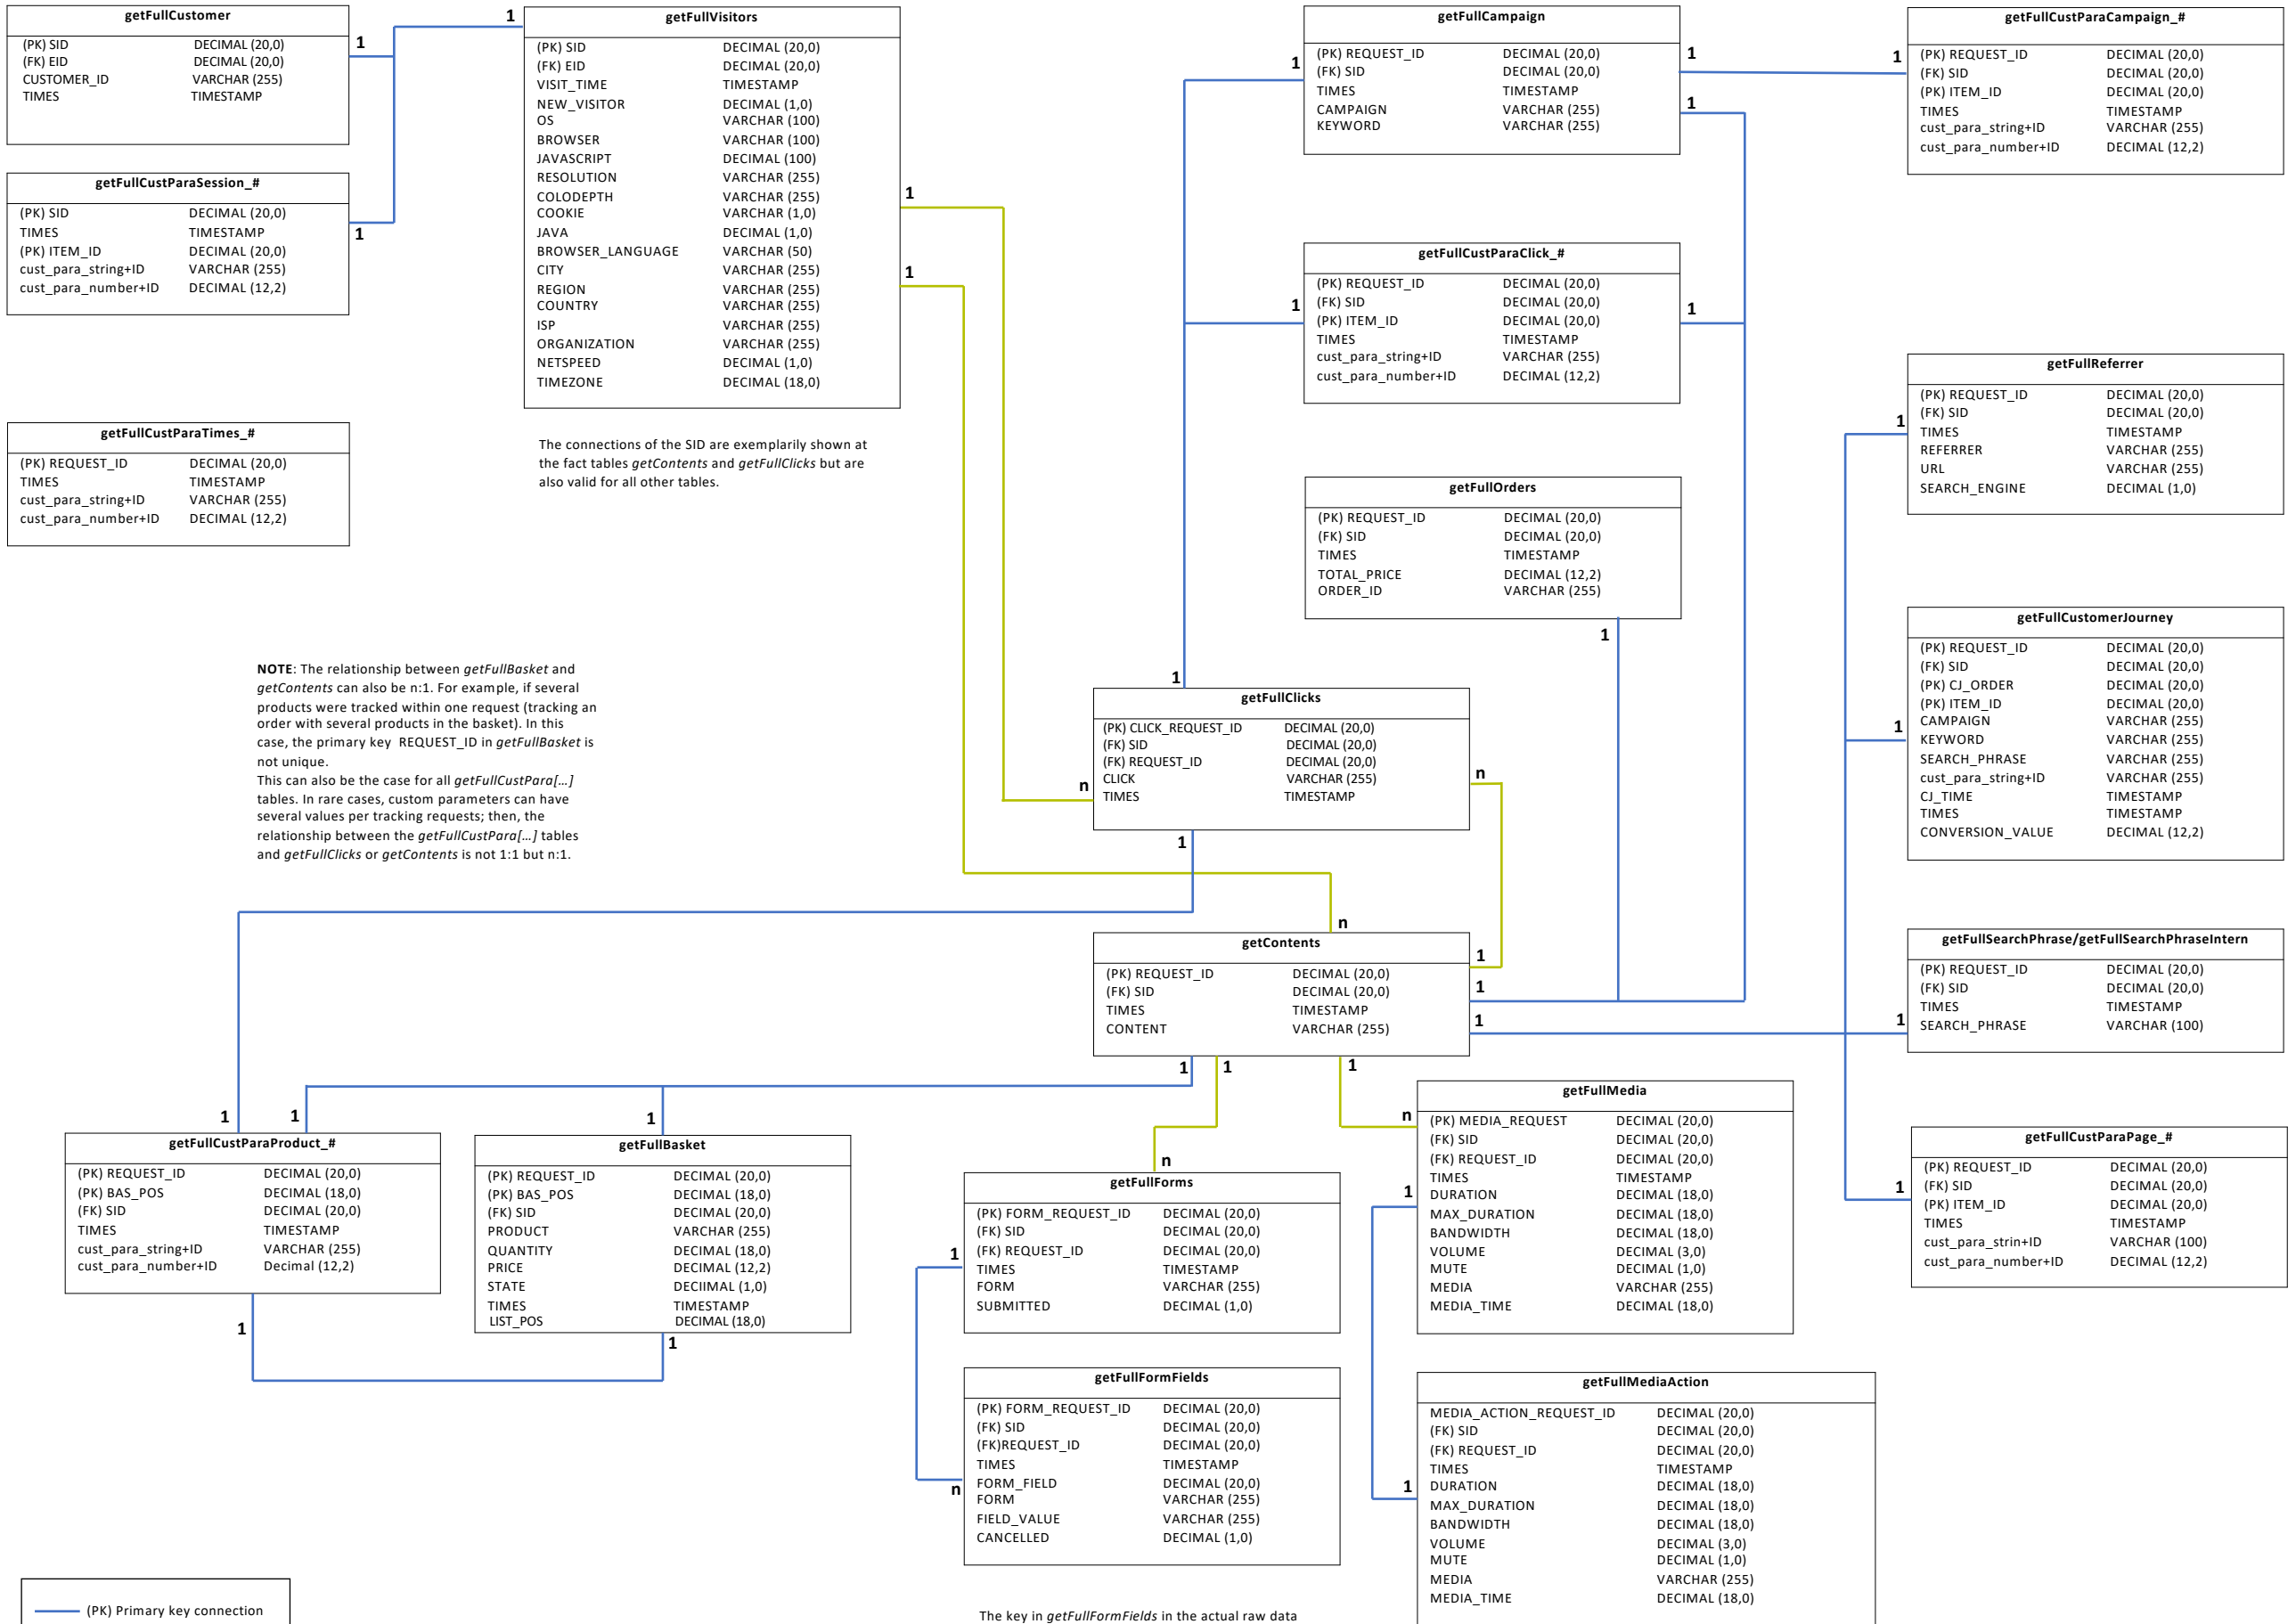 getFullCustomer
(PK) SID DECIMAL (20,0)
(FK) EID DECIMAL (20,0)
CUSTOMER_ID VARCHAR (255)
TIMES TIMESTAMP
1
1
getFullCustParaSession_#
(PK) SID DECIMAL (20,0)
TIMES TIMESTAMP
(PK) ITEM_ID DECIMAL (20,0)
cust_para_string+ID VARCHAR (255)
cust_para_number+ID DECIMAL (12,2)
1
getFullCustParaTimes_#
(PK) REQUEST_ID DECIMAL (20,0)
TIMES TIMESTAMP
cust_para_string+ID VARCHAR (255)
cust_para_number+ID DECIMAL (12,2)
getFullVisitors
(PK) SID DECIMAL (20,0)
(FK) EID DECIMAL (20,0)
VISIT_TIME TIMESTAMP
NEW_VISITOR DECIMAL (1,0)
OS VARCHAR (100)
BROWSER VARCHAR (100)
JAVASCRIPT DECIMAL (100)
RESOLUTION VARCHAR (255)
COLODEPTH VARCHAR (255)
COOKIE VARCHAR (1,0)
JAVA DECIMAL (1,0)
BROWSER_LANGUAGE VARCHAR (50)
CITY VARCHAR (255)
REGION VARCHAR (255)
COUNTRY VARCHAR (255)
ISP VARCHAR (255)
ORGANIZATION VARCHAR (255)
NETSPEED DECIMAL (1,0)
TIMEZONE DECIMAL (18,0)
1
1
The connections of the SID are exemplarily shown at
the fact tables getContents and getFullClicks but are
also valid for all other tables.
NOTE: The relationship between getFullBasket and
getContents can also be n:1. For example, if several
products were tracked within one request (tracking an
order with several products in the basket). In this
case, the primary key REQUEST_ID in getFullBasket is
not unique.
This can also be the case for all getFullCustPara[...]
tables. In rare cases, custom parameters can have
several values per tracking requests; then, the
relationship between the getFullCustPara[...] tables
and getFullClicks or getContents is not 1:1 but n:1.
getFullCampaign
(PK) REQUEST_ID DECIMAL (20,0)
(FK) SID DECIMAL (20,0)
TIMES TIMESTAMP
CAMPAIGN VARCHAR (255)
KEYWORD VARCHAR (255)
1
1
1
1
getFullCustParaCampaign_#
(PK) REQUEST_ID DECIMAL (20,0)
(FK) SID DECIMAL (20,0)
(PK) ITEM_ID DECIMAL (20,0)
TIMES TIMESTAMP
cust_para_string+ID VARCHAR (255)
cust_para_number+ID DECIMAL (12,2)
getFullCustParaClick_#
(PK) REQUEST_ID DECIMAL (20,0)
(FK) SID DECIMAL (20,0)
(PK) ITEM_ID DECIMAL (20,0)
TIMES TIMESTAMP
cust_para_string+ID VARCHAR (255)
cust_para_number+ID DECIMAL (12,2)
1
1
getFullReferrer
(PK) REQUEST_ID DECIMAL (20,0)
(FK) SID DECIMAL (20,0)
TIMES TIMESTAMP
REFERRER VARCHAR (255)
URL VARCHAR (255)
SEARCH_ENGINE DECIMAL (1,0)
1
getFullOrders
(PK) REQUEST_ID DECIMAL (20,0)
(FK) SID DECIMAL (20,0)
TIMES TIMESTAMP
TOTAL_PRICE DECIMAL (12,2)
ORDER_ID VARCHAR (255)
1
getFullCustomerJourney
(PK) REQUEST_ID DECIMAL (20,0)
(FK) SID DECIMAL (20,0)
(PK) CJ_ORDER DECIMAL (20,0)
(PK) ITEM_ID DECIMAL (20,0)
CAMPAIGN VARCHAR (255)
KEYWORD VARCHAR (255)
SEARCH_PHRASE VARCHAR (255)
cust_para_string+ID VARCHAR (255)
CJ_TIME TIMESTAMP
TIMES TIMESTAMP
CONVERSION_VALUE DECIMAL (12,2)
1
1
getFullClicks
(PK) CLICK_REQUEST_ID DECIMAL (20,0)
(FK) SID DECIMAL (20,0)
(FK) REQUEST_ID DECIMAL (20,0)
CLICK VARCHAR (255)
TIMES TIMESTAMP
n
n
1
n
getContents
(PK) REQUEST_ID DECIMAL (20,0)
(FK) SID DECIMAL (20,0)
TIMES TIMESTAMP
CONTENT VARCHAR (255)
1
1
1
1
1
1
getFullSearchPhrase/getFullSearchPhraseIntern
(PK) REQUEST_ID DECIMAL (20,0)
(FK) SID DECIMAL (20,0)
TIMES TIMESTAMP
SEARCH_PHRASE VARCHAR (100)
1
1
1
1
getFullCustParaProduct_#
(PK) REQUEST_ID DECIMAL (20,0)
(PK) BAS_POS DECIMAL (18,0)
(FK) SID DECIMAL (20,0)
TIMES TIMESTAMP
cust_para_string+ID VARCHAR (255)
cust_para_number+ID Decimal (12,2)
1
getFullBasket
(PK) REQUEST_ID DECIMAL (20,0)
(PK) BAS_POS DECIMAL (18,0)
(FK) SID DECIMAL (20,0)
PRODUCT VARCHAR (255)
QUANTITY DECIMAL (18,0)
PRICE DECIMAL (12,2)
STATE DECIIMAL (1,0)
TIMES TIMESTAMP
LIST_POS DECIMAL (18,0)
1
n
getFullForms
(PK) FORM_REQUEST_ID DECIMAL (20,0)
(FK) SID DECIMAL (20,0)
(FK) REQUEST_ID DECIMAL (20,0)
TIMES TIMESTAMP
FORM VARCHAR (255)
SUBMITTED DECIMAL (1,0)
1
getFullFormFields
(PK) FORM_REQUEST_ID DECIMAL (20,0)
(FK) SID DECIMAL (20,0)
(FK)REQUEST_ID DECIMAL (20,0)
TIMES TIMESTAMP
FORM_FIELD DECIMAL (20,0)
FORM VARCHAR (255)
FIELD_VALUE VARCHAR (255)
CANCELLED DECIMAL (1,0)
n
getFullMedia
(PK) MEDIA_REQUEST DECIMAL (20,0)
(FK) SID DECIMAL (20,0)
(FK) REQUEST_ID DECIMAL (20,0)
TIMES TIMESTAMP
DURATION DECIMAL (18,0)
MAX_DURATION DECIMAL (18,0)
BANDWIDTH DECIMAL (18,0)
VOLUME DECIMAL (3,0)
MUTE DECIMAL (1,0)
MEDIA VARCHAR (255)
MEDIA_TIME DECIMAL (18,0)
n
1
getFullMediaAction
MEDIA_ACTION_REQUEST_ID DECIMAL (20,0)
(FK) SID DECIMAL (20,0)
(FK) REQUEST_ID DECIMAL (20,0)
TIMES TIMESTAMP
DURATION DECIMAL (18,0)
MAX_DURATION DECIMAL (18,0)
BANDWIDTH DECIMAL (18,0)
VOLUME DECIMAL (3,0)
MUTE DECIMAL (1,0)
MEDIA VARCHAR (255)
MEDIA_TIME DECIMAL (18,0)
1
getFullCustParaPage_#
(PK) REQUEST_ID DECIMAL (20,0)
(FK) SID DECIMAL (20,0)
(PK) ITEM_ID DECIMAL (20,0)
TIMES TIMESTAMP
cust_para_strin+ID VARCHAR (100)
cust_para_number+ID DECIMAL (12,2)
1
(PK) Primary key connection
The key in getFullFormFields in the actual raw data